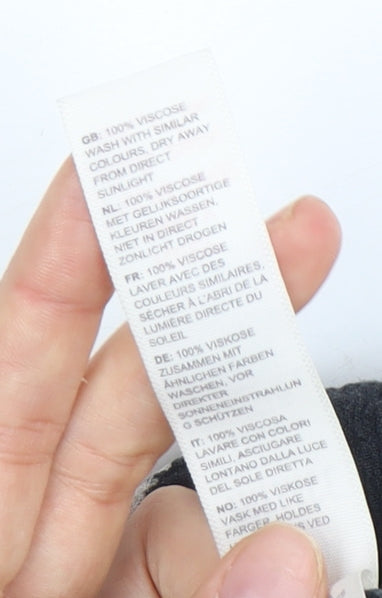 GB: 100% VISCOSE
WASH WITH SIMILAR
COLOURS, DRY AWAY
FROM DIRECT
SUNLIGHT
NL: 100% VISCOSE
MET GELIJKSOORTIGE
KLEUREN WASSEN,
NIET IN DIRECT
ZONLICHT DROGEN
FR: 100% VISCOSE
LAVER AVEC DES
COULEURS SIMILAIRES,
SÉCHER À L'ABRI DE LA
LUMIÈRE DIRECTE DU
SOLEIL
DE: 100% VISKOSE
ZUSAMMEN MIT
ÄHNLICHEN FARBEN
WASCHEN, VOR
DIREKTER
SONNENEINSTRAHLUN
G SCHÜTZEN
IT: 100% VISCOSA
LAVARE CON COLORI
SIMILI, ASCIUGARE
LONTANO DALLA LUCE
DEL SOLE DIRETTA
NO: 100% VISKOSE
VASK MED LIKE
FARGER, HOLDES
VED